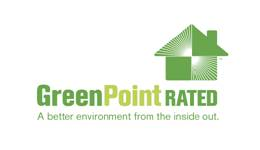 GreenPoint RATED
A better environment from the inside out.